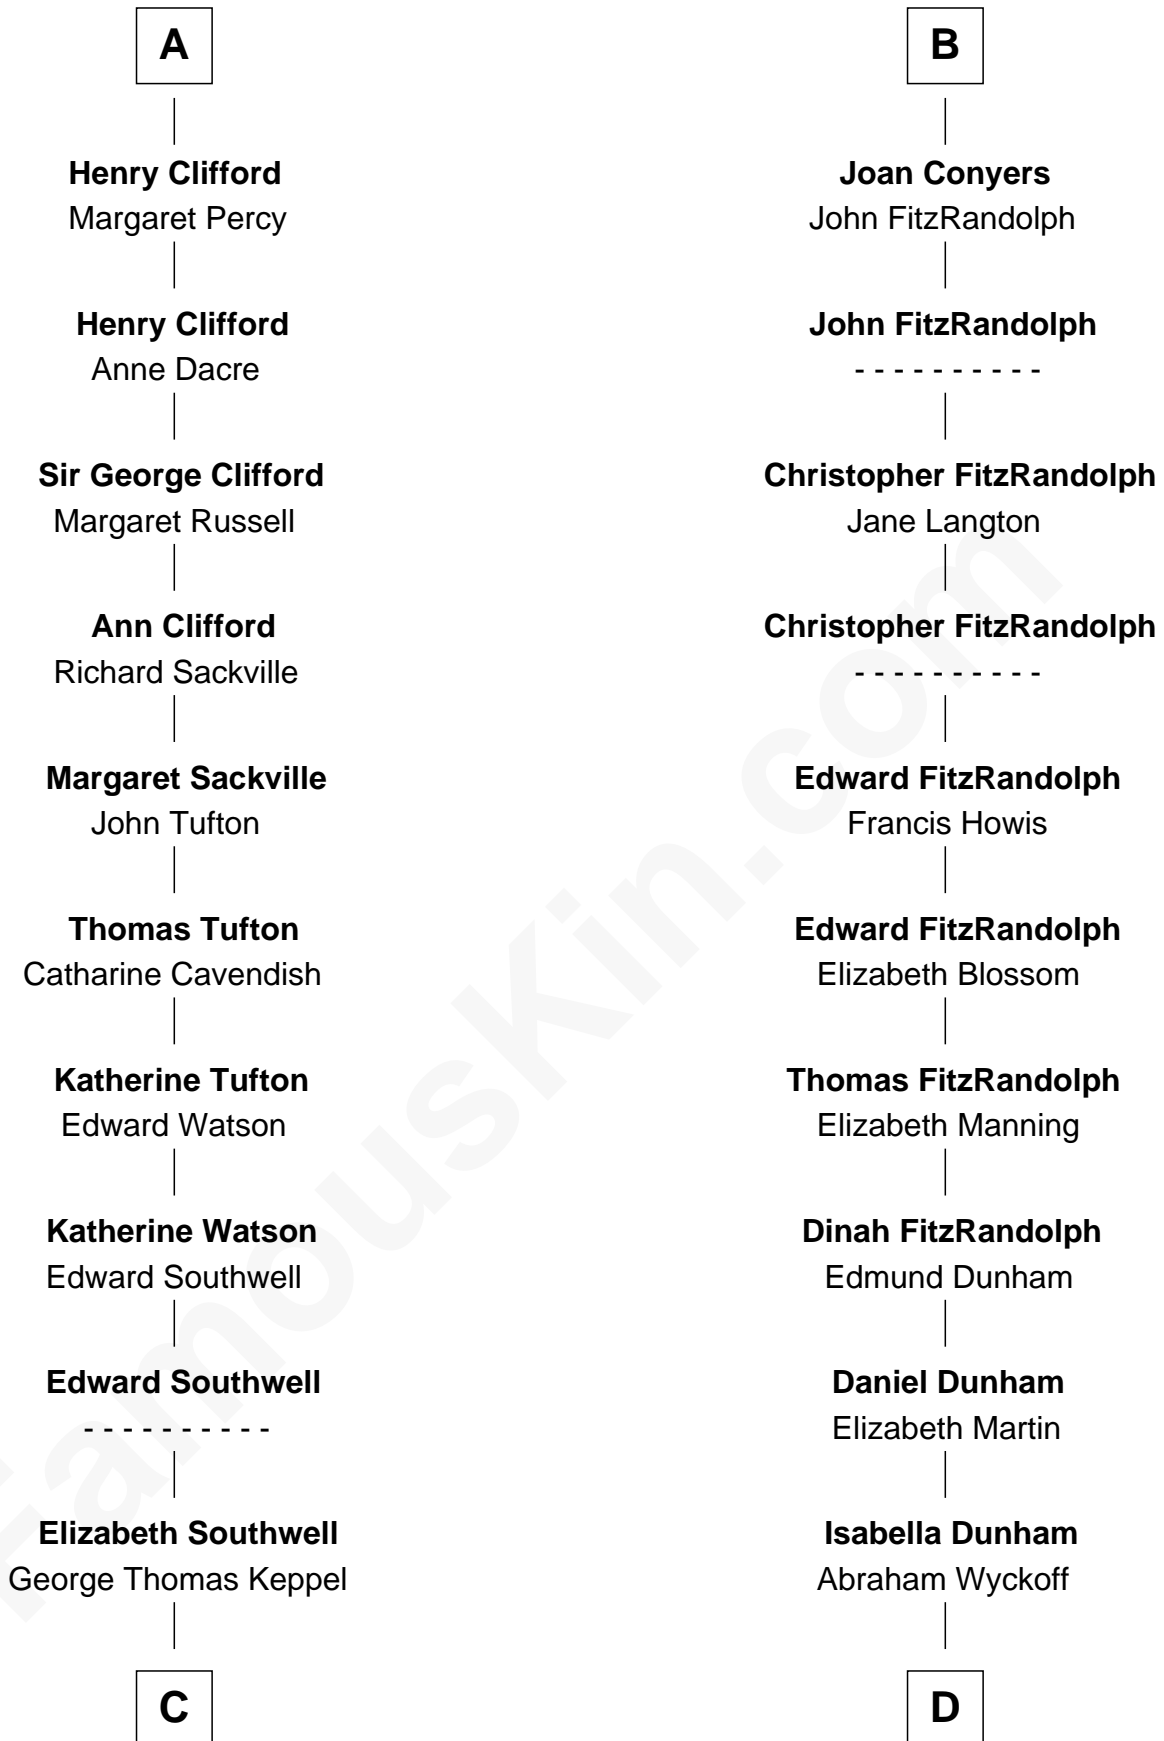 A
Henry Clifford
Margaret Percy
Henry Clifford
Anne Dacre
Sir George Clifford
Margaret Russell
Ann Clifford
Richard Sackville
Margaret Sackville
John Tufton
Thomas Tufton
Catharine Cavendish
Katherine Tufton
Edward Watson
Katherine Watson
Edward Southwell
Edward Southwell
- - - - - - - - - -
Elizabeth Southwell
George Thomas Keppel
C
B
Joan Conyers
John FitzRandolph
John FitzRandolph
- - - - - - - - - -
Christopher FitzRandolph
Jane Langton
Christopher FitzRandolph
- - - - - - - - - -
Edward FitzRandolph
Francis Howis
Edward FitzRandolph
Elizabeth Blossom
Thomas FitzRandolph
Elizabeth Manning
Dinah FitzRandolph
Edmund Dunham
Daniel Dunham
Elizabeth Martin
Isabella Dunham
Abraham Wyckoff
D
FamousKin.com